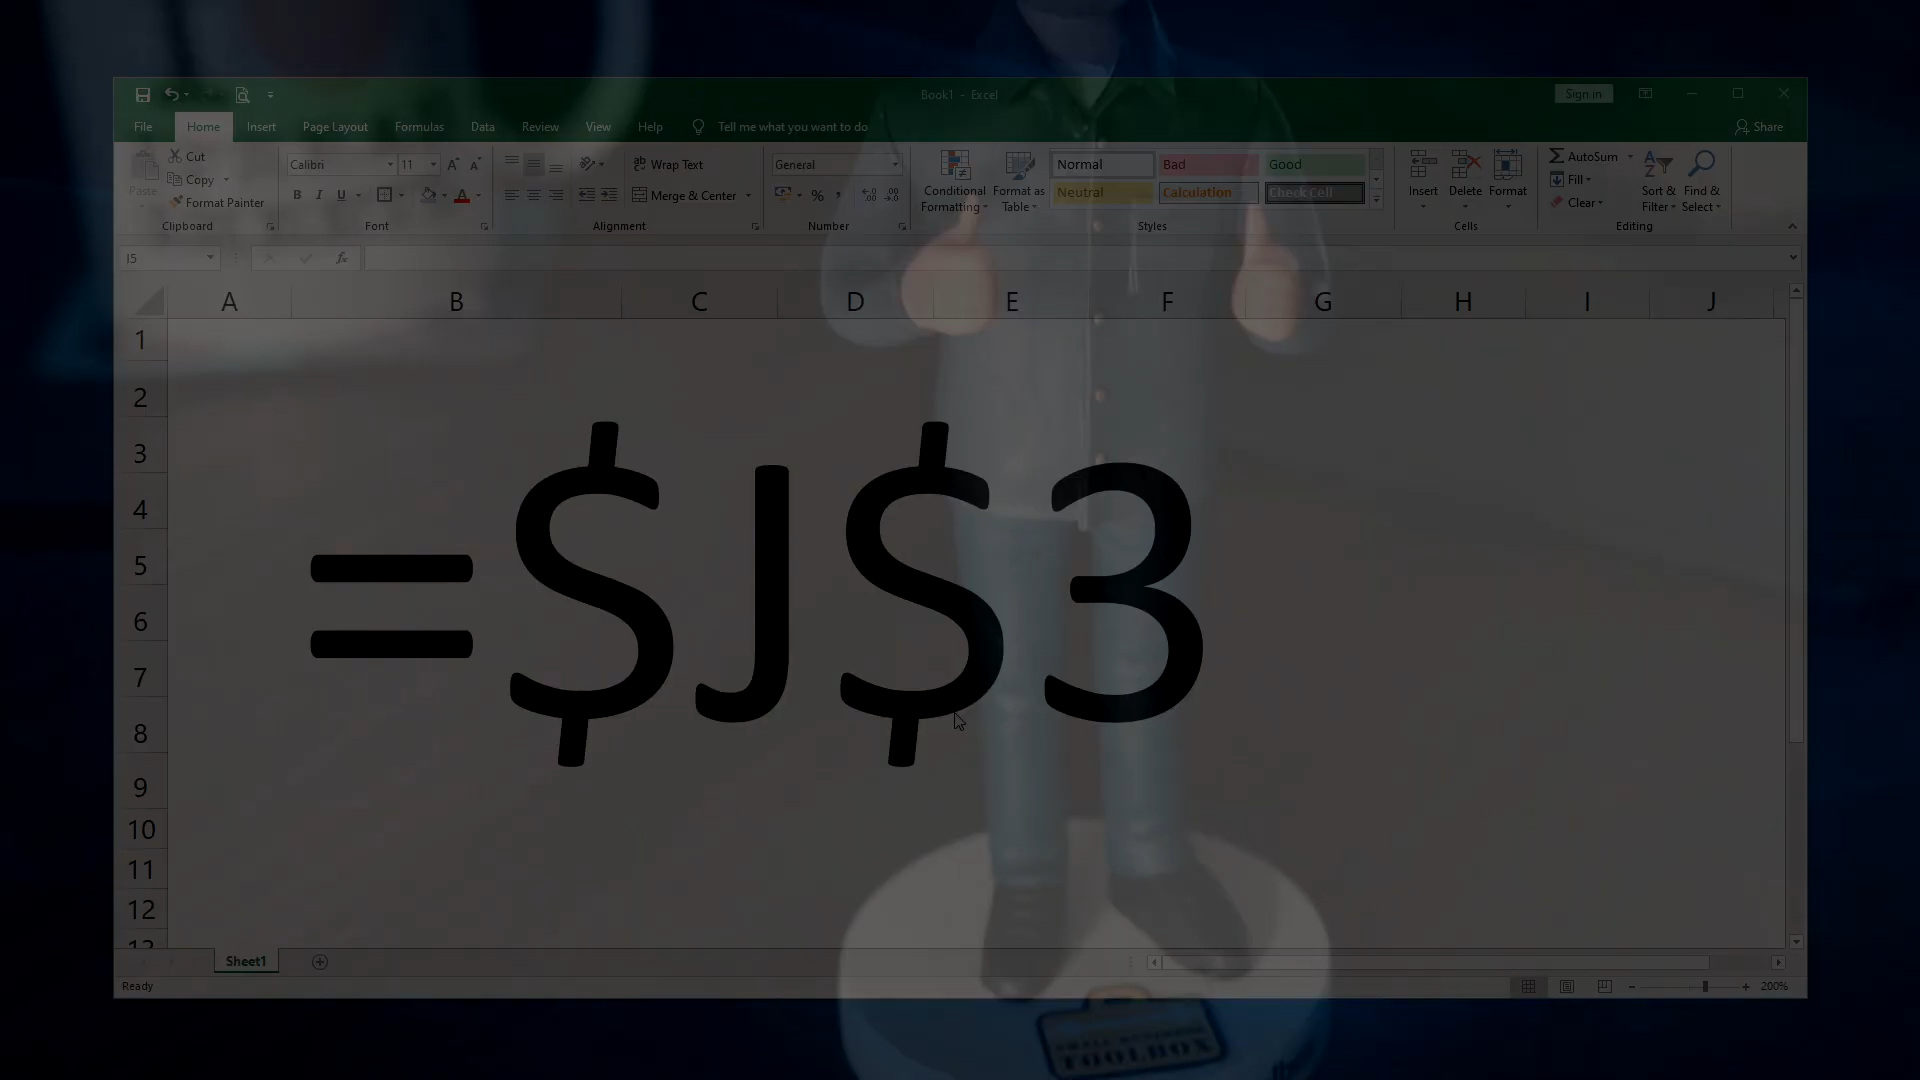 Book1 - Excel
Sign in
File Home Insert Page Layout Formulas Data Review View Help Tell me what you want to do Share
Paste Cut Copy Format Painter Clipboard
Calibri 11 B I U Font
Wrap Text Merge & Center Alignment
General % , Number
Conditional Formatting Format as Table
Normal Bad Good
Neutral Calculation Check Cell
Styles
Insert Delete Format Cells
AutoSum Fill Clear Sort & Filter Find & Select Editing
J5 fx
A B C D E F G H I J
1
2
3
4
=$J$3
5
6
7
8
9
10
11
12
13
Sheet1
Ready 200%
TOOLBOX